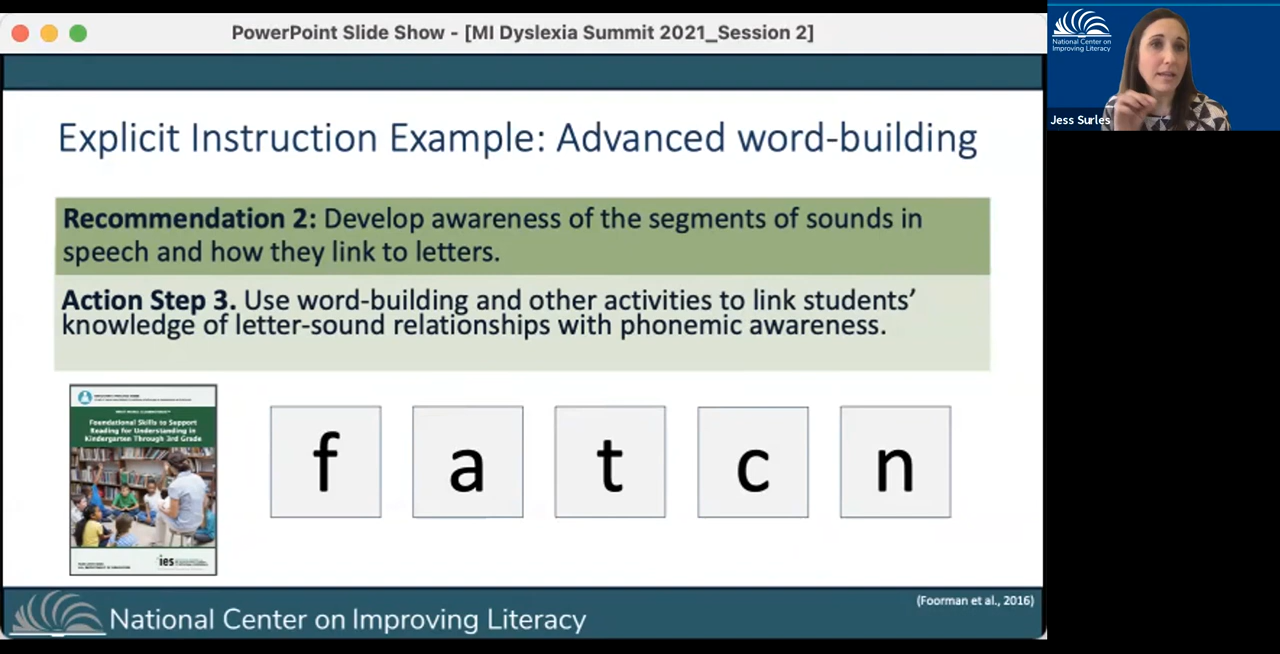 PowerPoint Slide Show - [MI Dyslexia Summit 2021_Session 2]
National Center on
Improving Literacy
Jess Surles
Explicit Instruction Example: Advanced word-building
Recommendation 2: Develop awareness of the segments of sounds in
speech and how they link to letters.
Action Step 3. Use word-building and other activities to link students’
knowledge of letter-sound relationships with phonemic awareness.
Foundational Skills to Support
Reading for Understanding in
Kindergarten Through 3rd Grade
ies
f a t c n
(Foorman et al., 2016)
National Center on Improving Literacy